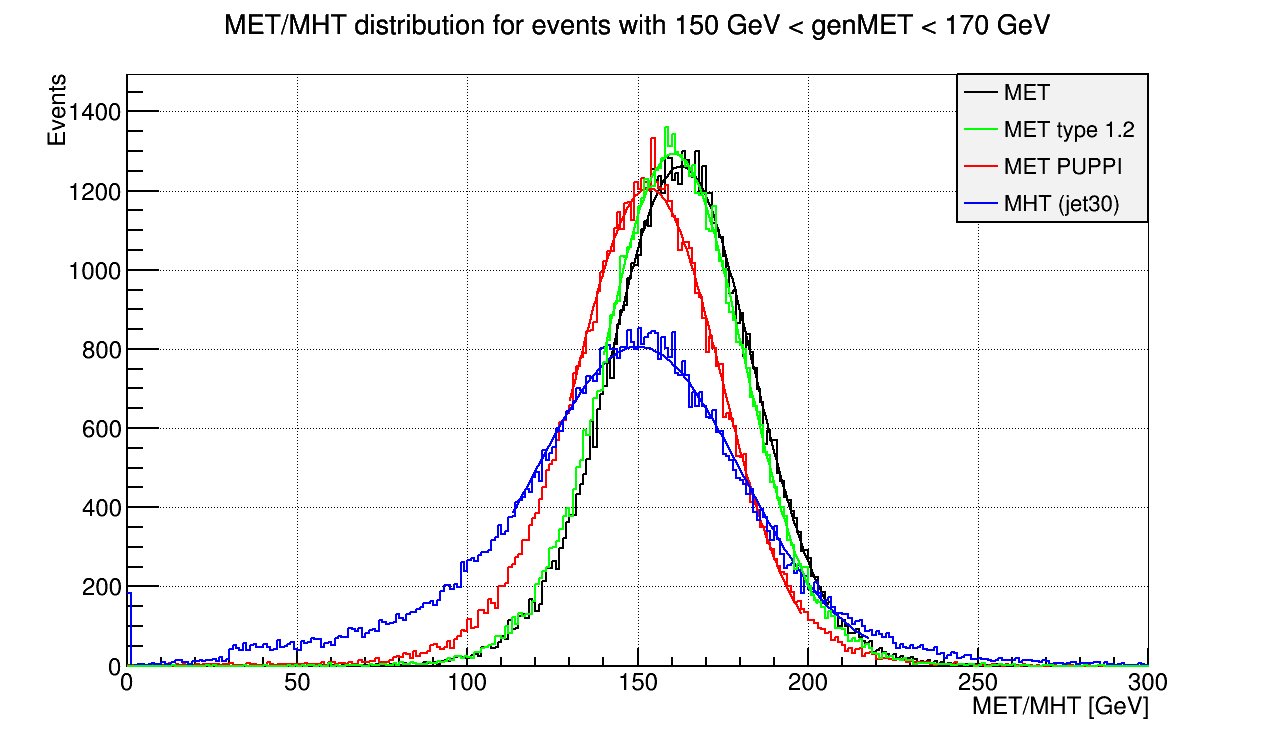 MET/MHT distribution for events with 150 GeV < genMET < 170 GeV
Events
MET
MET type 1.2
MET PUPPI
MHT (jet30)
1400
1200
1000
800
600
400
200
0
0 50 100 150 200 250 300
MET/MHT [GeV]